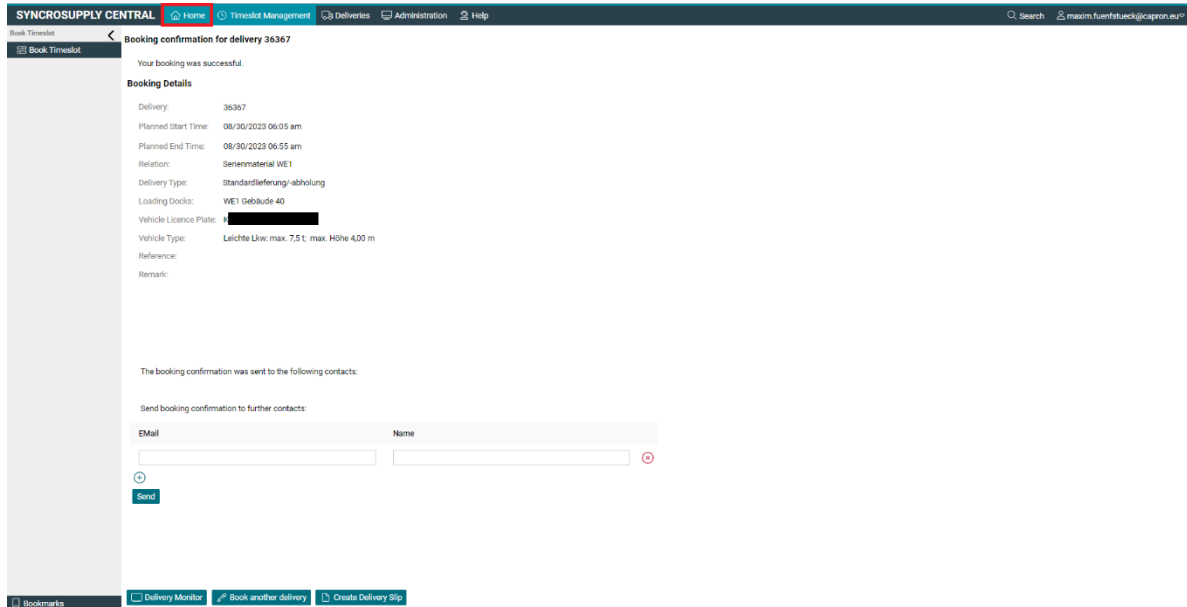 SYNCROSUPPLY CENTRAL Home Timeslot Management Deliveries Administration Help Search maxim.fuenfstueck@capron.eu
Book Timeslot
Book Timeslot
Booking confirmation for delivery 36367
Your booking was successful.
Booking Details
Delivery: 36367
Planned Start Time: 08/30/2023 06:05 am
Planned End Time: 08/30/2023 06:55 am
Relation: Serienmaterial WE1
Delivery Type: Standardlieferung/-abholung
Loading Docks: WE1 Gebäude 40
Vehicle Licence Plate: K
Vehicle Type: Leichte Lkw: max. 7,5 t; max. Höhe 4,00 m
Reference:
Remark:
The booking confirmation was sent to the following contacts:
Send booking confirmation to further contacts:
EMail Name
Send
Bookmarks Delivery Monitor Book another delivery Create Delivery Slip